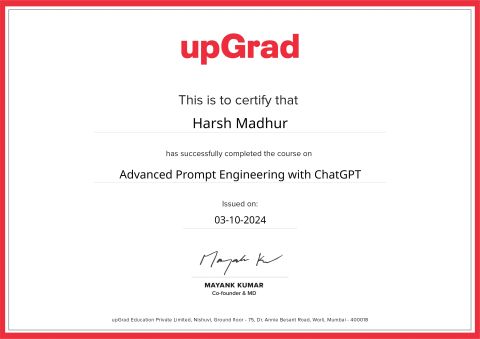 upGrad
This is to certify that
Harsh Madhur
has successfully completed the course on
Advanced Prompt Engineering with ChatGPT
Issued on:
03-10-2024
Mayank K
MAYANK KUMAR
Co-founder & MD
upGrad Education Private Limited, Nishuvi, Ground floor - 75, Dr. Annie Besant Road, Worli, Mumbai - 400018